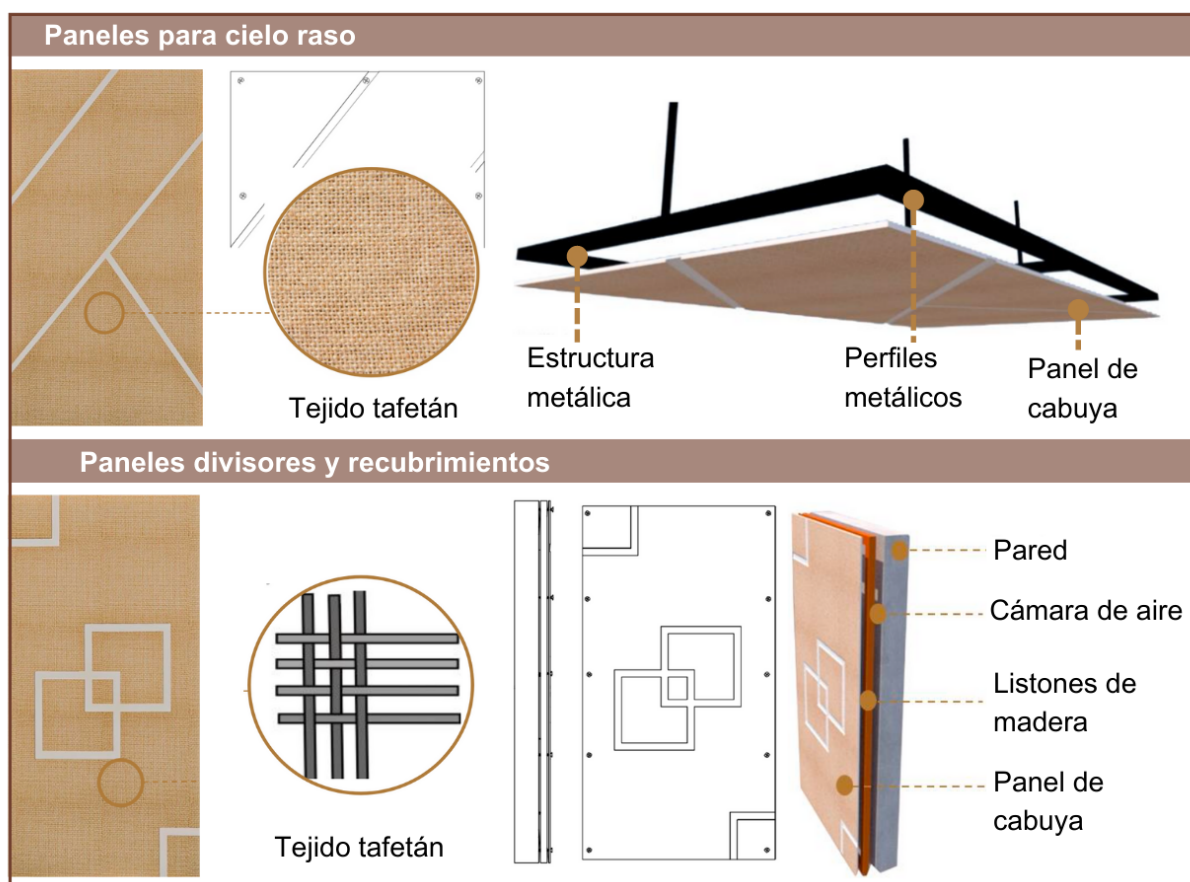 Paneles para cielo raso
Tejido tafetán
Estructura
metálica
Perfiles
metálicos
Panel de
cabuya
Paneles divisores y recubrimientos
Tejido tafetán
Pared
Cámara de aire
Listones de
madera
Panel de
cabuya